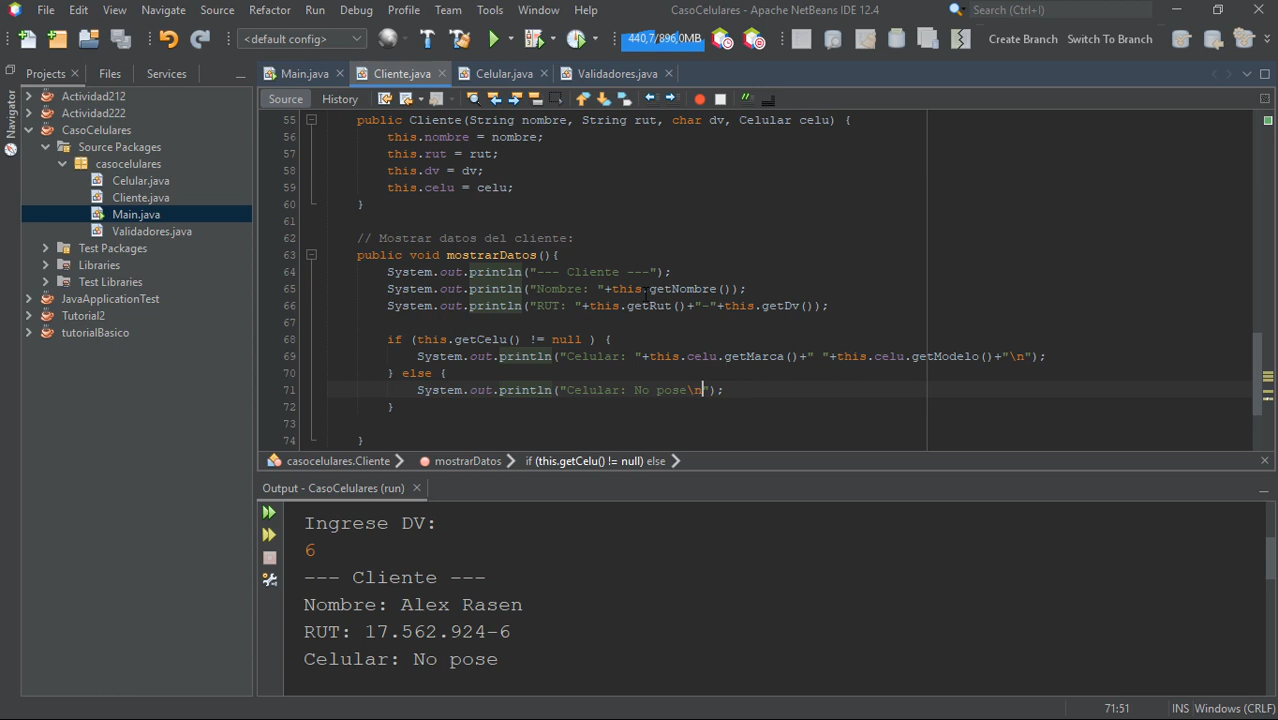 File Edit View Navigate Source Refactor Run Debug Profile Team Tools Window Help CasoCelulares - Apache NetBeans IDE 12.4 Search (Ctrl+I)
<default config> 440,7/896,0MB Create Branch Switch To Branch
Projects Files Services Main.java Cliente.java Celular.java Validadores.java
Navigator
Source History
Actividad212
Actividad222
CasoCelulares
Source Packages
casocelulares
Celular.java
Cliente.java
Main.java
Validadores.java
Test Packages
Libraries
Test Libraries
JavaApplicationTest
Tutorial2
tutorialBasico
55 public Cliente(String nombre, String rut, char dv, Celular celu) {
56 this.nombre = nombre;
57 this.rut = rut;
58 this.dv = dv;
59 this.celu = celu;
60 }
61
62 // Mostrar datos del cliente:
63 public void mostrarDatos(){
64 System.out.println("--- Cliente ---");
65 System.out.println("Nombre: "+this.getNombre());
66 System.out.println("RUT: "+this.getRut()+"-"+this.getDv());
67
68 if (this.getCelu() != null ) {
69 System.out.println("Celular: "+this.celu.getMarca()+" "+this.celu.getModelo()+"\n");
70 } else {
71 System.out.println("Celular: No pose\n");
72 }
73
74 }
casocelulares.Cliente mostrarDatos if (this.getCelu() != null) else
Output - CasoCelulares (run)
Ingrese DV:
6
--- Cliente ---
Nombre: Alex Rasen
RUT: 17.562.924-6
Celular: No pose
71:51 INS Windows (CRLF)